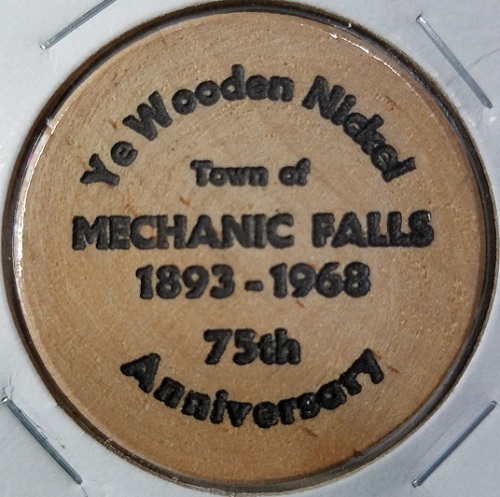 Ye Wooden Nickel
Town of
MECHANIC FALLS
1893 - 1968
75th
Anniversary